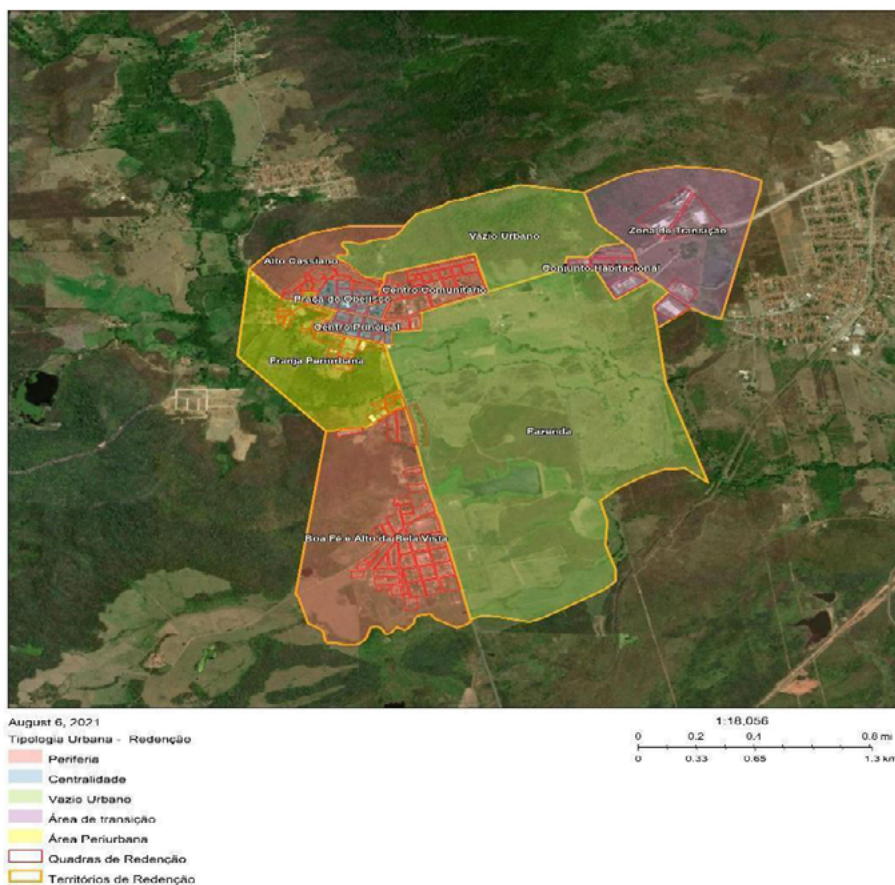 Vazio Urbano
Zona de Transição
Alto Cassiano
Conjunto Habitacional
Centro Comunitário
Praça do Obelisco
Centro Principal
Franja Periurbana
Fazenda
Boa Fé e Alto da Bela Vista
August 6, 2021
Tipologia Urbana - Redenção
Periferia
Centralidade
Vazio Urbano
Área de transição
Área Periurbana
Quadras de Redenção
Territórios de Redenção
1:18,056
0 0.2 0.4 0.8 mi
0 0.33 0.65 1.3 km